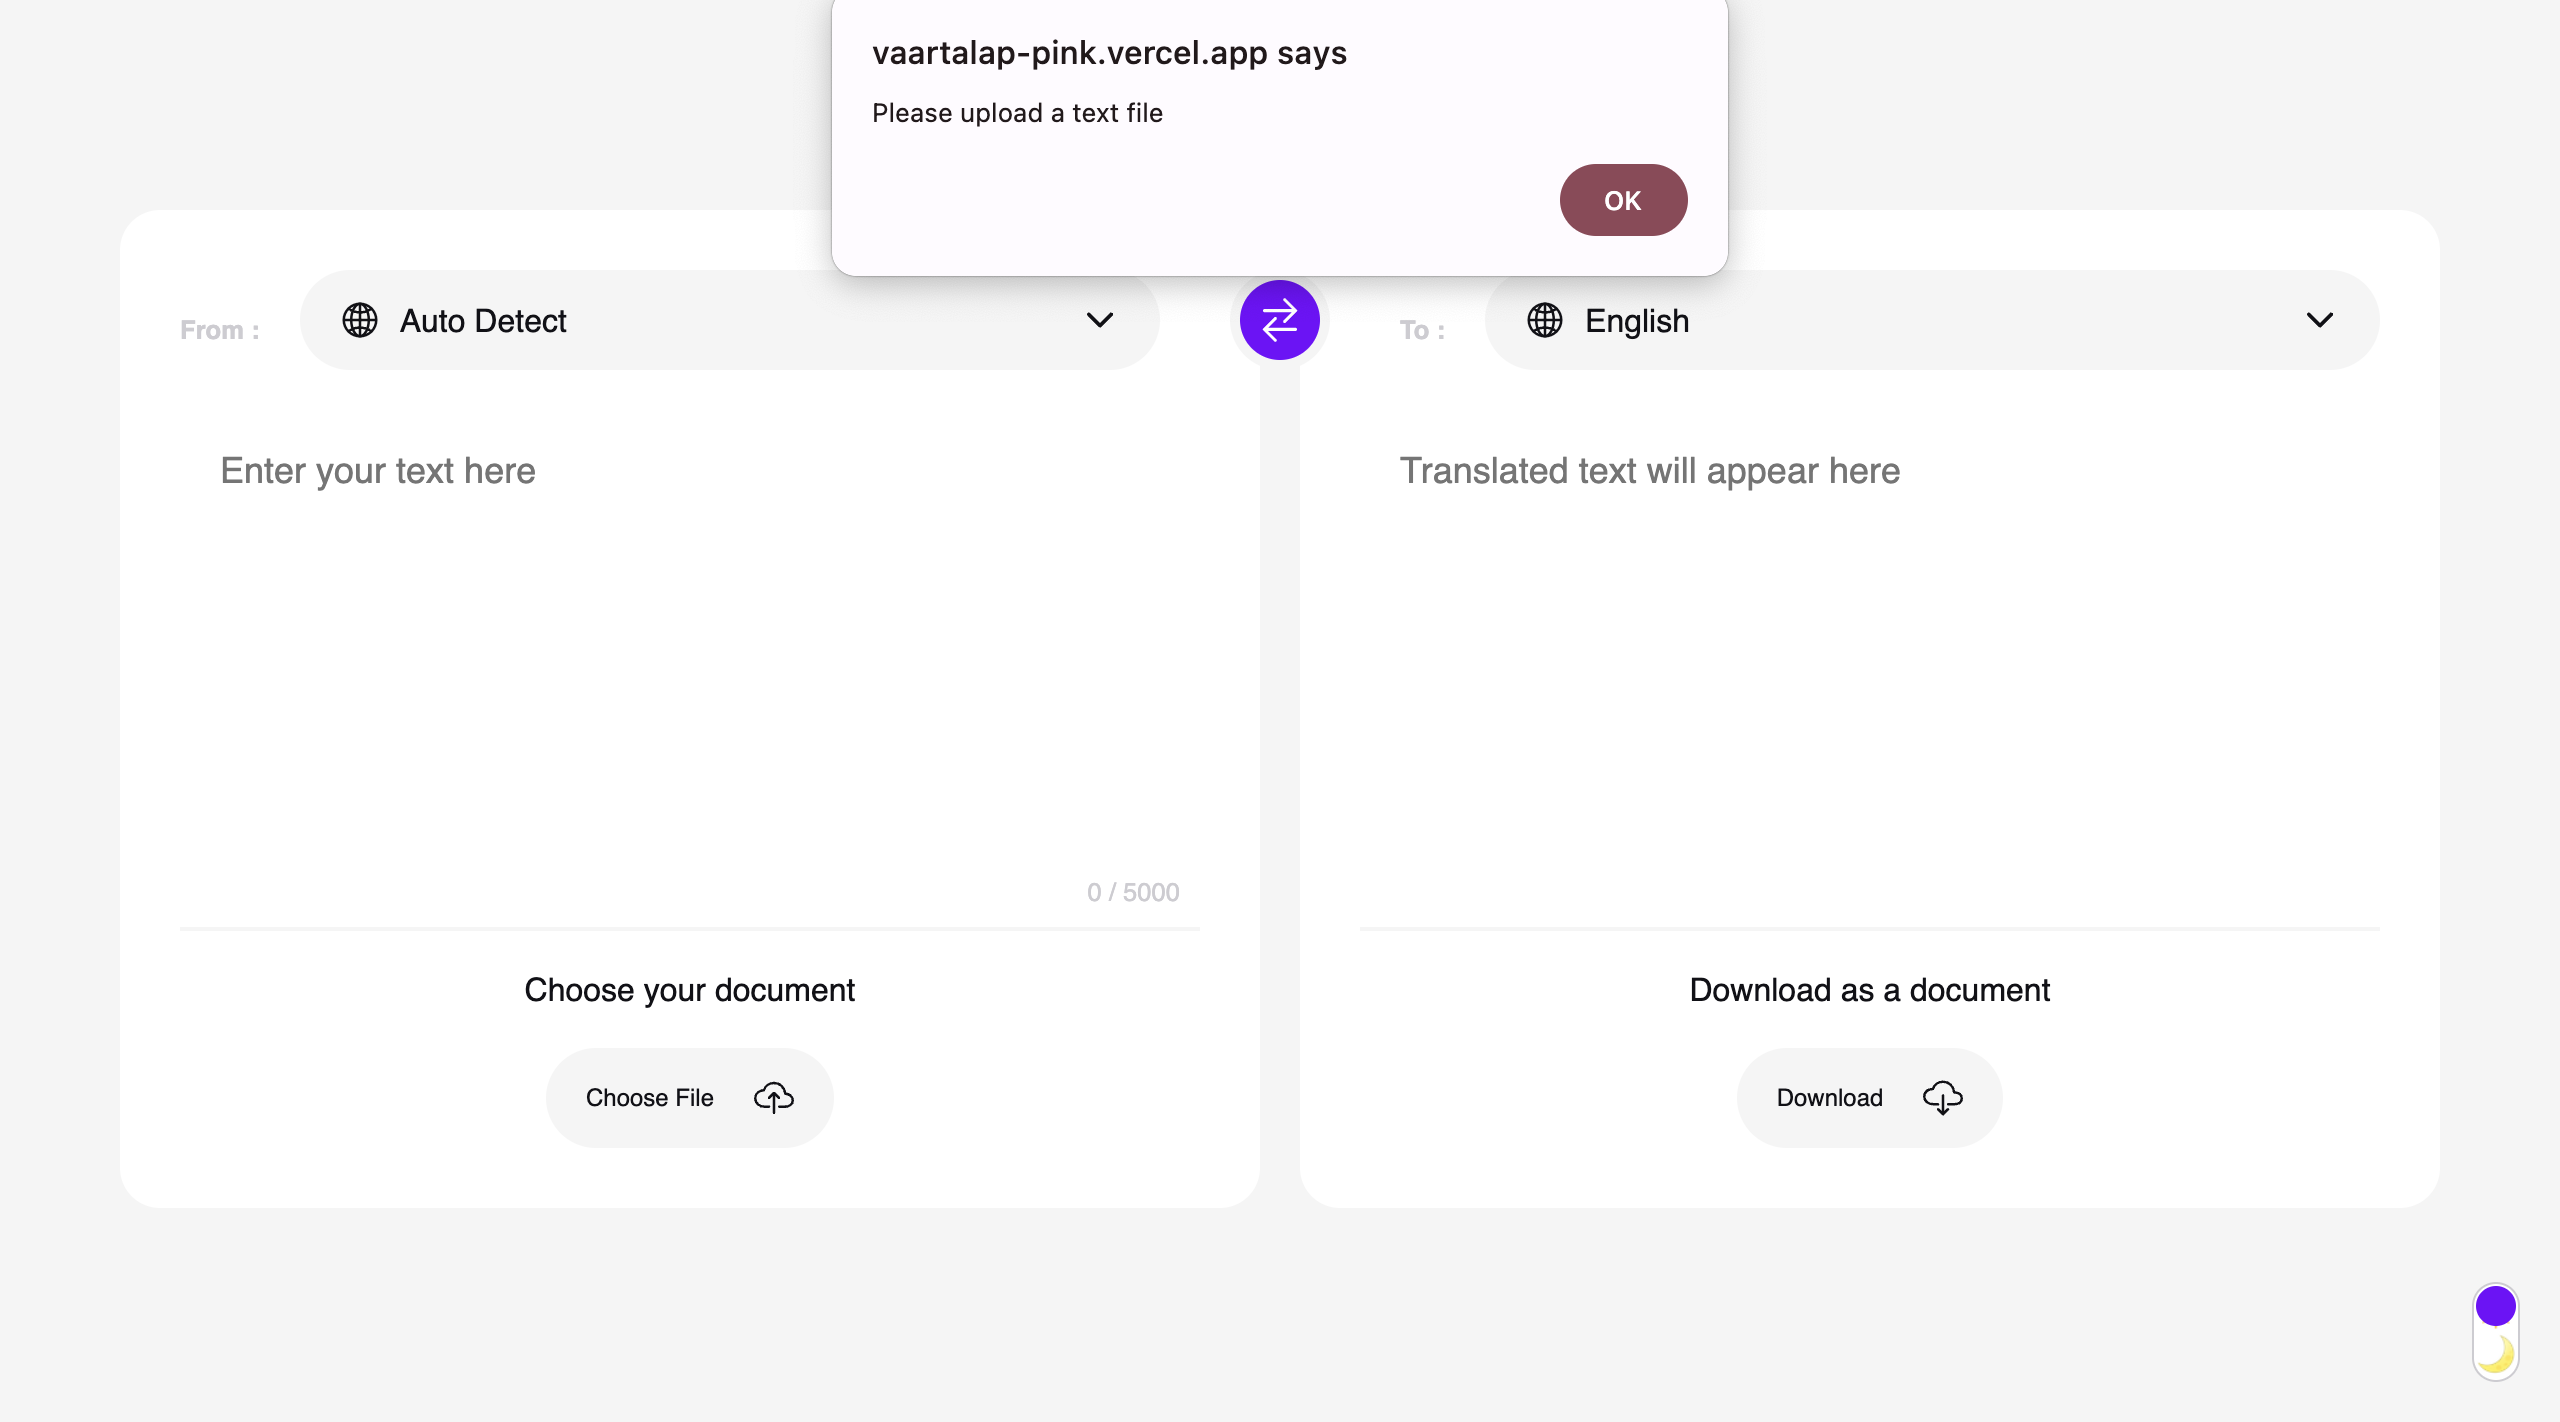 vaartalap-pink.vercel.app says
Please upload a text file
OK
From :
Auto Detect
To :
English
Enter your text here
Translated text will appear here
0 / 5000
Choose your document
Choose File
Download as a document
Download